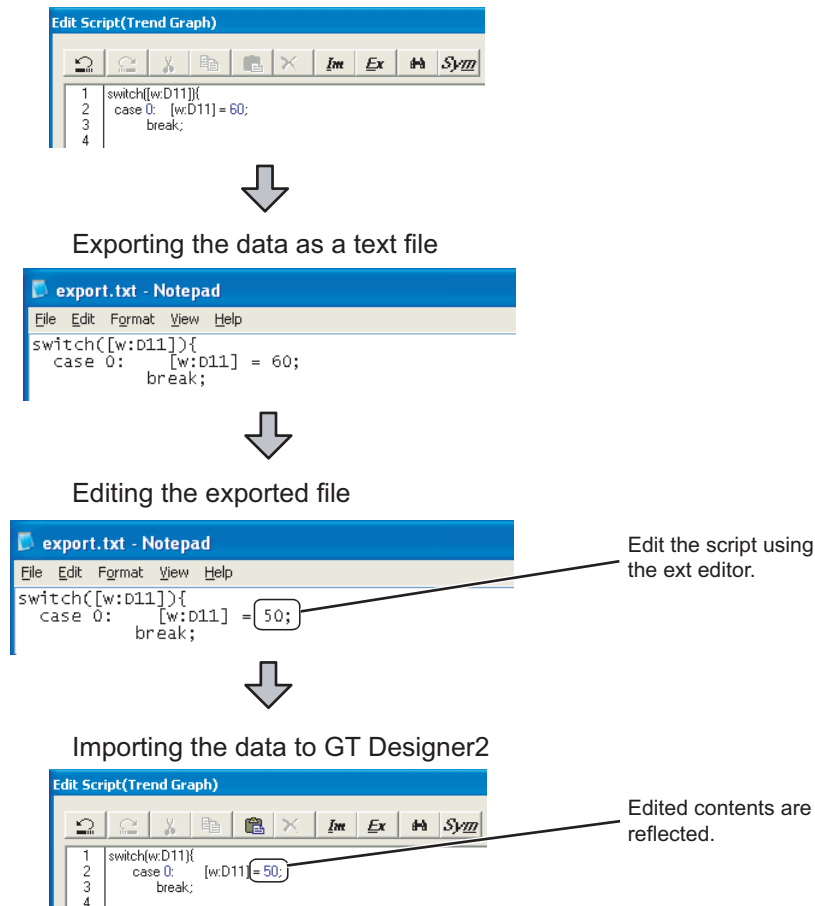 Edit Script(Trend Graph)
Im Ex Sym
1 switch([w:D11]){
2 case 0: [w:D11] = 60;
3 break;
4
Exporting the data as a text file
export.txt - Notepad
File Edit Format View Help
switch([w:D11]){
case 0: [w:D11] = 60;
break;
Editing the exported file
export.txt - Notepad
File Edit Format View Help
switch([w:D11]){
case 0: [w:D11] = 50;
break;
Edit the script using
the ext editor.
Importing the data to GT Designer2
Edit Script(Trend Graph)
Im Ex Sym
1 switch(w:D11){
2 case 0: [w:D11] = 50;
3 break;
4
Edited contents are
reflected.